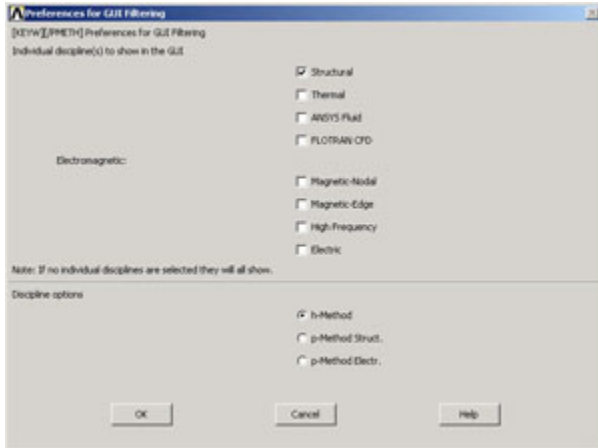 Preferences for GUI Filtering
[KEYW][/PMETH] Preferences for GUI Filtering
Individual discipline(s) to show in the GUI
Structural
Thermal
ANSYS Fluid
FLOTRAN CFD
Electromagnetic:
Magnetic-Nodal
Magnetic-Edge
High Frequency
Electric
Note: If no individual disciplines are selected they will all show.
Discipline options
h-Method
p-Method Struct.
p-Method Electr.
OK Cancel Help